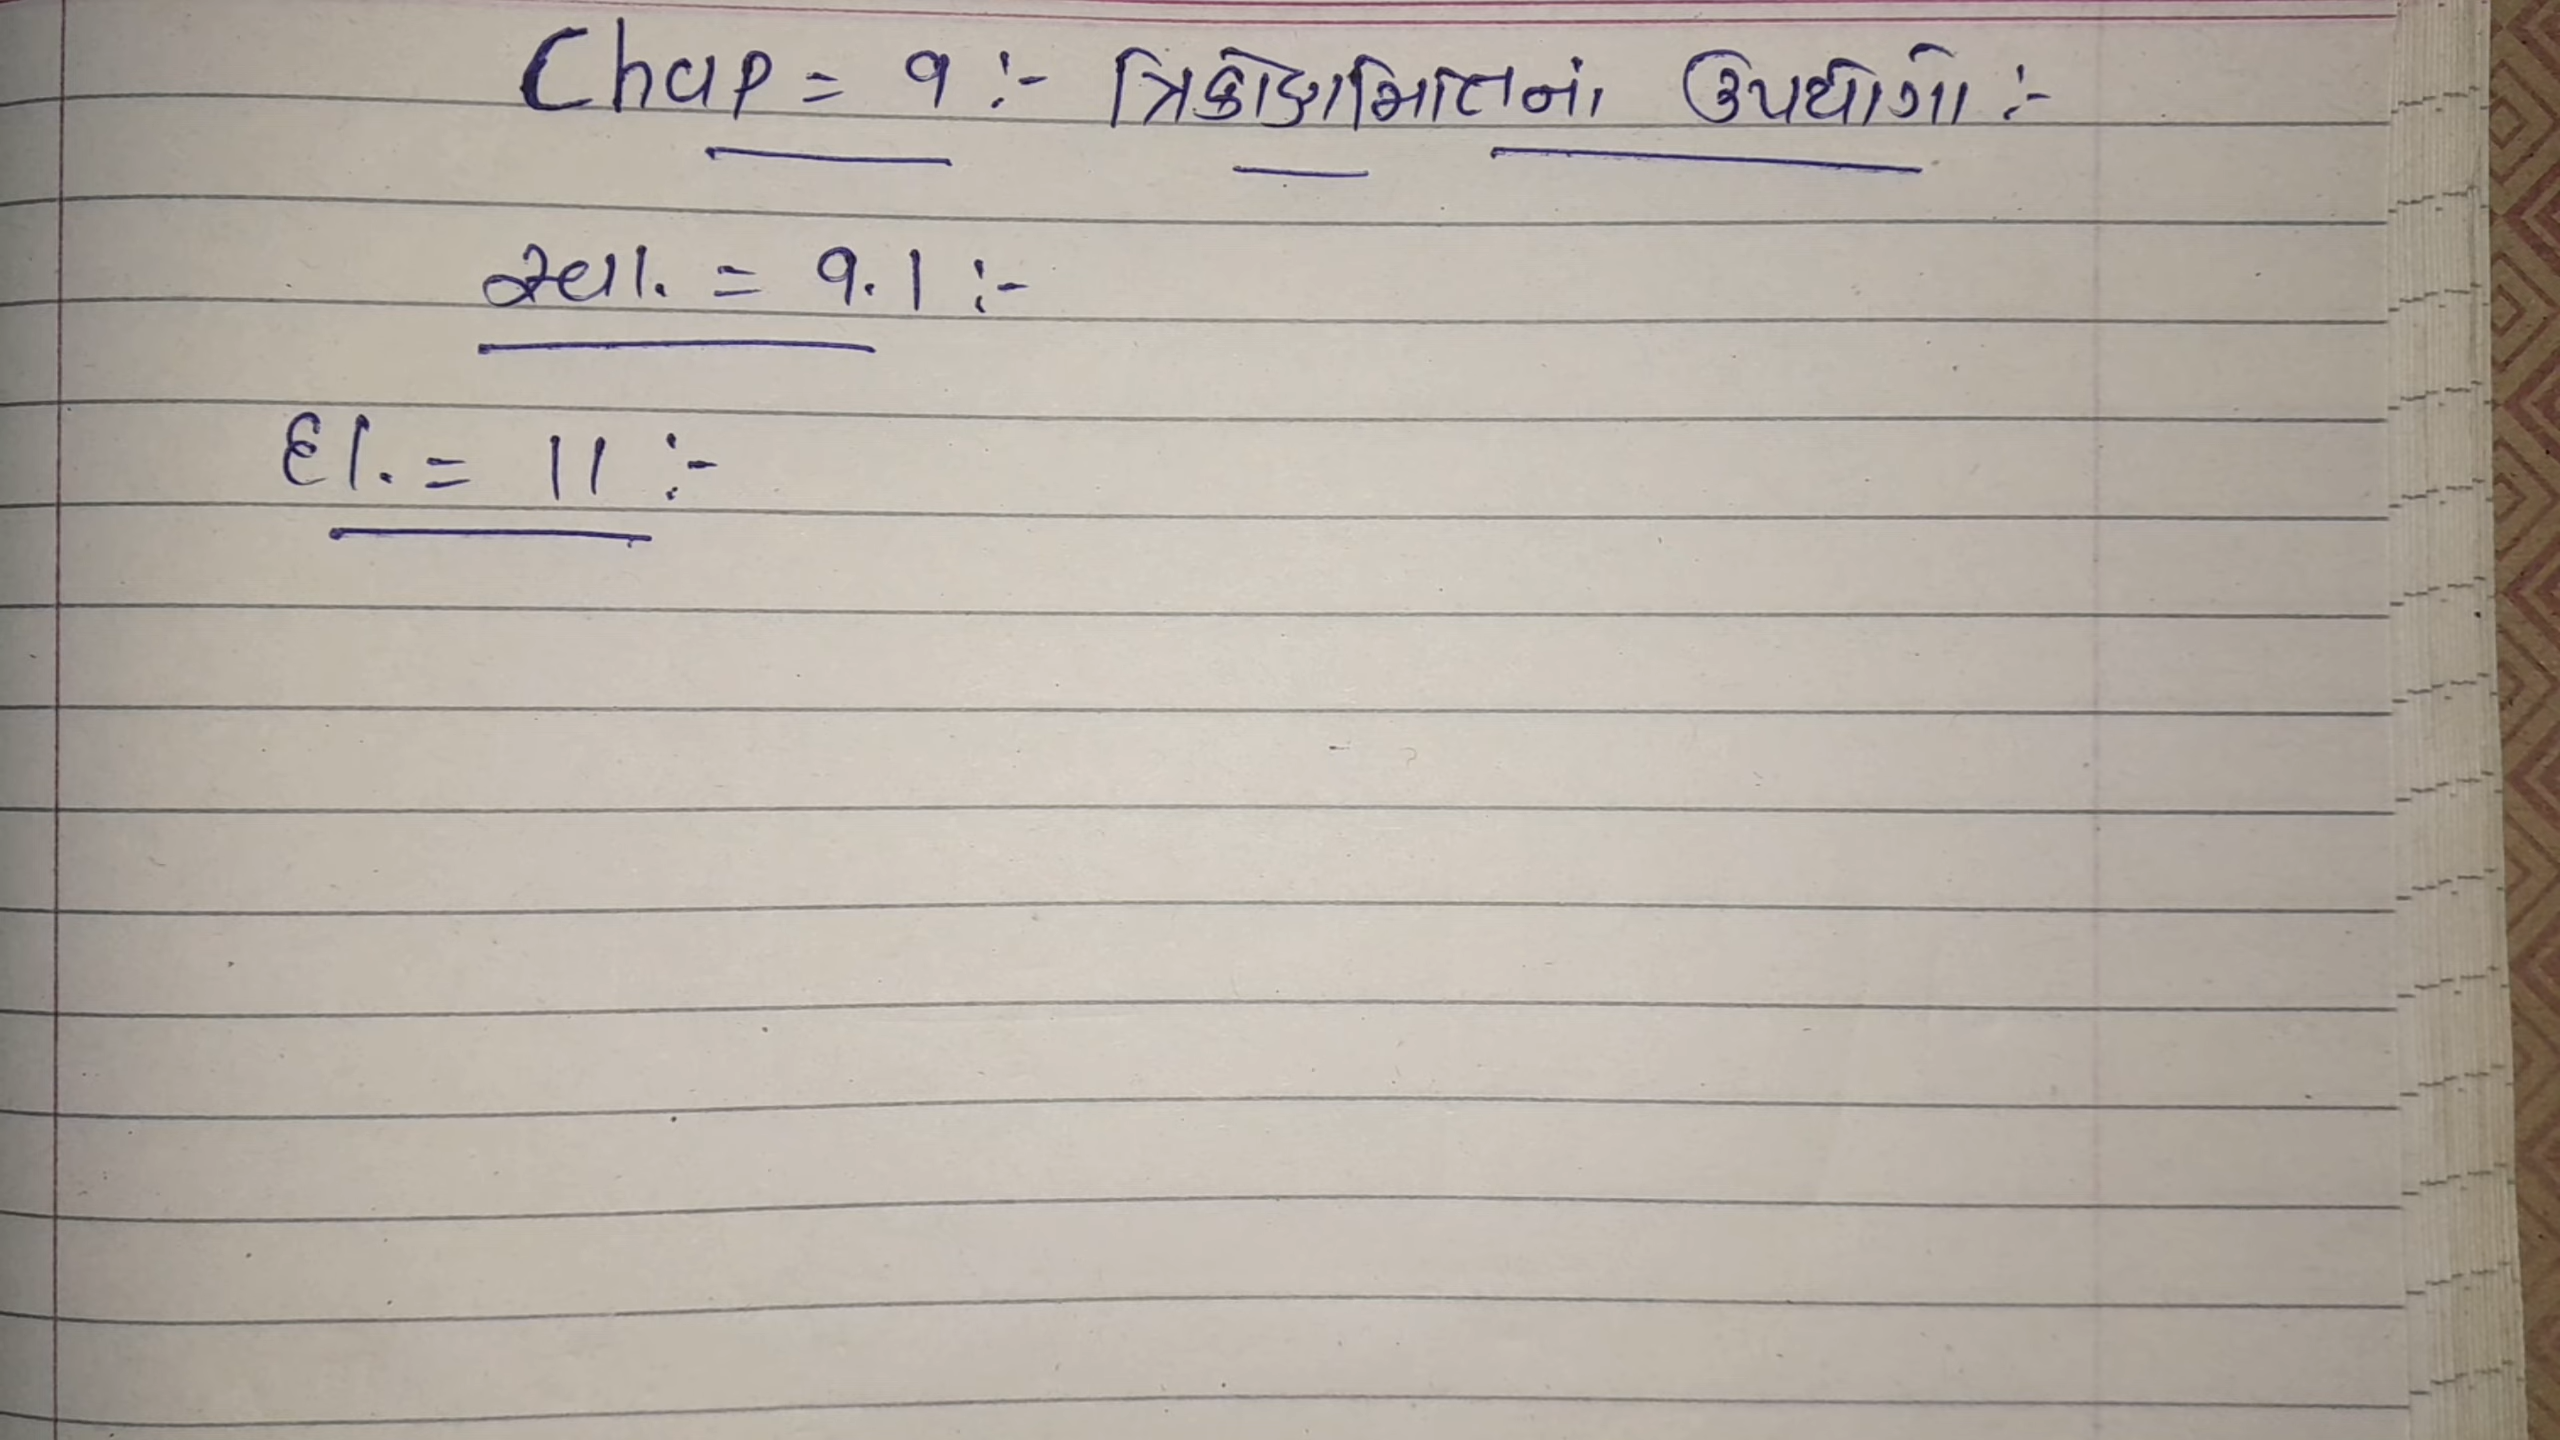 Chap = 9 :- ત્રિકોણમિતિનાં ઉપયોગો :-
સ્વા. = 9.1 :-
દા. = 11 :-